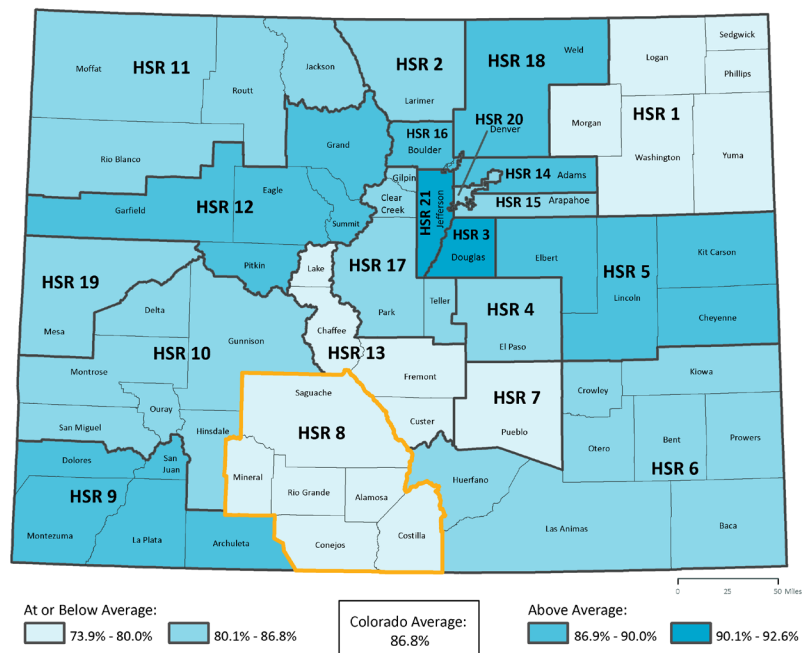 Sedgwick
Weld
Logan
HSR 2
HSR 18
Moffat
HSR 11
Jackson
Phillips
Routt
Larimer
HSR 20
Denver
Morgan
HSR 1
HSR 16
Boulder
Grand
Washington
Yuma
Rio Blanco
Gilpin
HSR 14
Adams
Eagle
Clear
Creek
HSR 21
Jefferson
HSR 15
Arapahoe
Garfield
HSR 12
Summit
HSR 3
Douglas
Elbert
Kit Carson
Pitkin
Lake
HSR 17
HSR 5
HSR 19
Lincoln
Teller
HSR 4
Delta
Park
Cheyenne
Mesa
Chaffee
Gunnison
El Paso
HSR 10
HSR 13
Montrose
Fremont
Kiowa
Saguache
Crowley
HSR 7
Ouray
San Miguel
Hinsdale
HSR 8
Custer
Pueblo
Bent
Prowers
Otero
Dolores
San
Juan
HSR 6
Mineral
Huerfano
HSR 9
Rio Grande
Alamosa
Montezuma
La Plata
Archuleta
Conejos
Costilla
Las Animas
Baca
0 25 50 Miles
At or Below Average:
73.9% - 80.0%
80.1% - 86.8%
Colorado Average:
86.8%
Above Average:
86.9% - 90.0%
90.1% - 92.6%